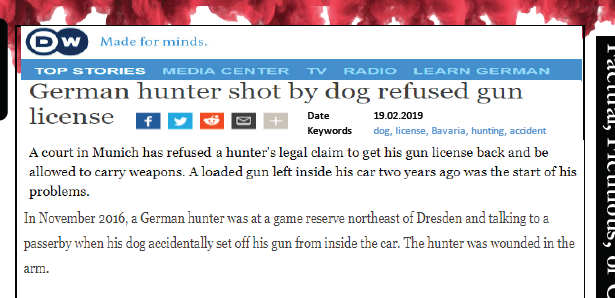 DW Made for minds.
TOP STORIES MEDIA CENTER TV RADIO LEARN GERMAN
German hunter shot by dog refused gun
license
Date 19.02.2019
Keywords dog, license, Bavaria, hunting, accident
A court in Munich has refused a hunter's legal claim to get his gun license back and be
allowed to carry weapons. A loaded gun left inside his car two years ago was the start of his
problems.
In November 2016, a German hunter was at a game reserve northeast of Dresden and talking to a
passerby when his dog accidentally set off his gun from inside the car. The hunter was wounded in the
arm.